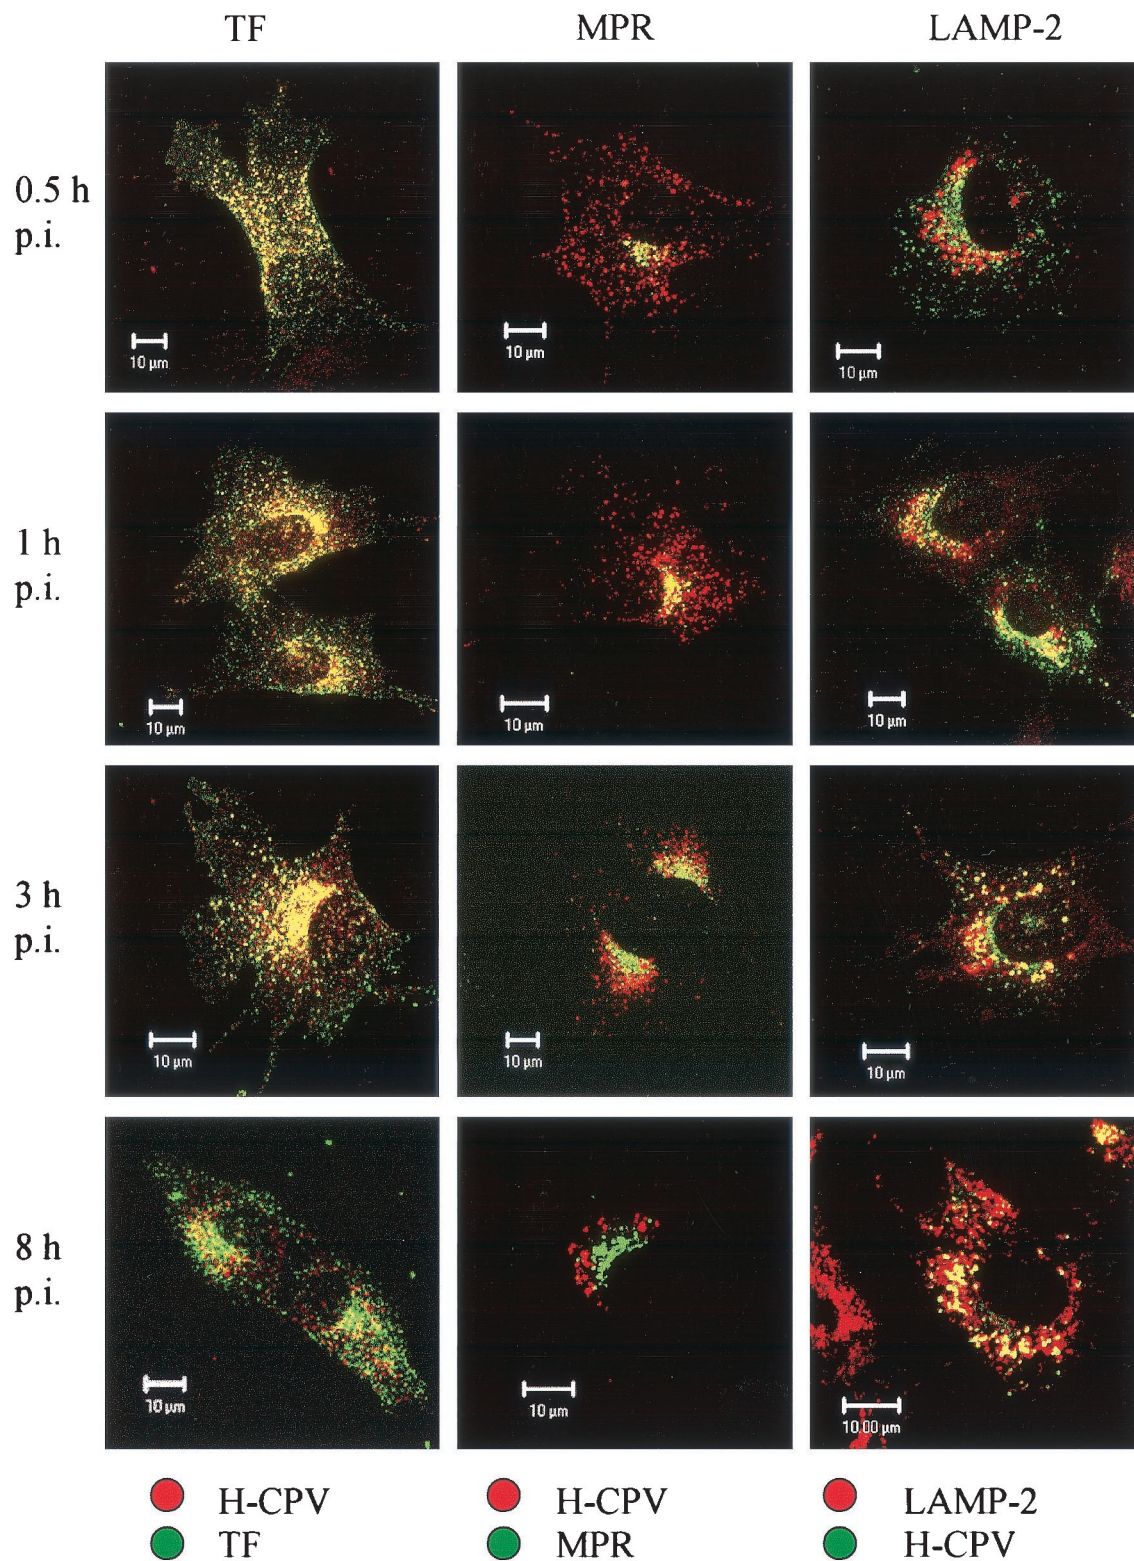 TF MPR LAMP-2
0.5 h
p.i.
10 µm 10 µm 10 µm
1 h
p.i.
10 µm 10 µm 10 µm
3 h
p.i.
10 µm 10 µm 10 µm
8 h
p.i.
10 µm 10 µm 10.00 µm
H-CPV H-CPV LAMP-2
TF MPR H-CPV